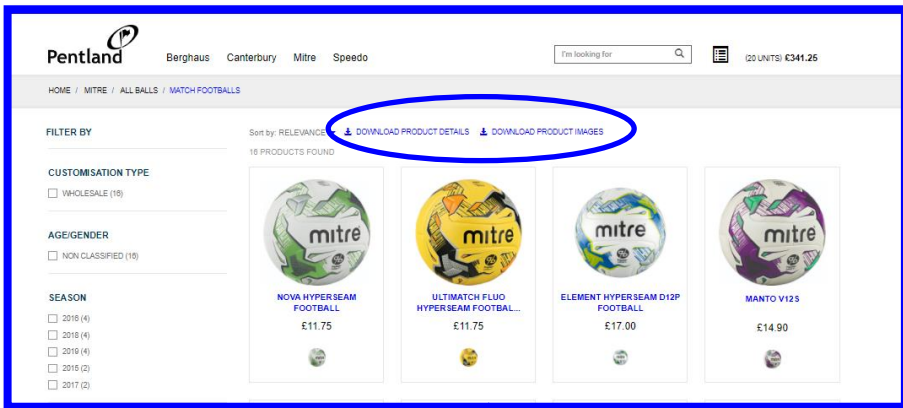 Pentland
Berghaus Canterbury Mitre Speedo
I'm looking for
(20 UNITS) £341.25
HOME / MITRE / ALL BALLS / MATCH FOOTBALLS
FILTER BY
CUSTOMISATION TYPE
WHOLESALE (16)
AGE/GENDER
NON CLASSIFIED (16)
SEASON
2016 (4)
2018 (4)
2019 (4)
2015 (2)
2017 (2)
Sort by: RELEVANCE
DOWNLOAD PRODUCT DETAILS DOWNLOAD PRODUCT IMAGES
16 PRODUCTS FOUND
mitre
NOVA HYPERSEAM
FOOTBALL
£11.75
mitre
ULTIMATCH FLUO
HYPERSEAM FOOTBAL...
£11.75
mitre
ELEMENT HYPERSEAM D12P
FOOTBALL
£17.00
mitre
MANTO V12S
£14.90